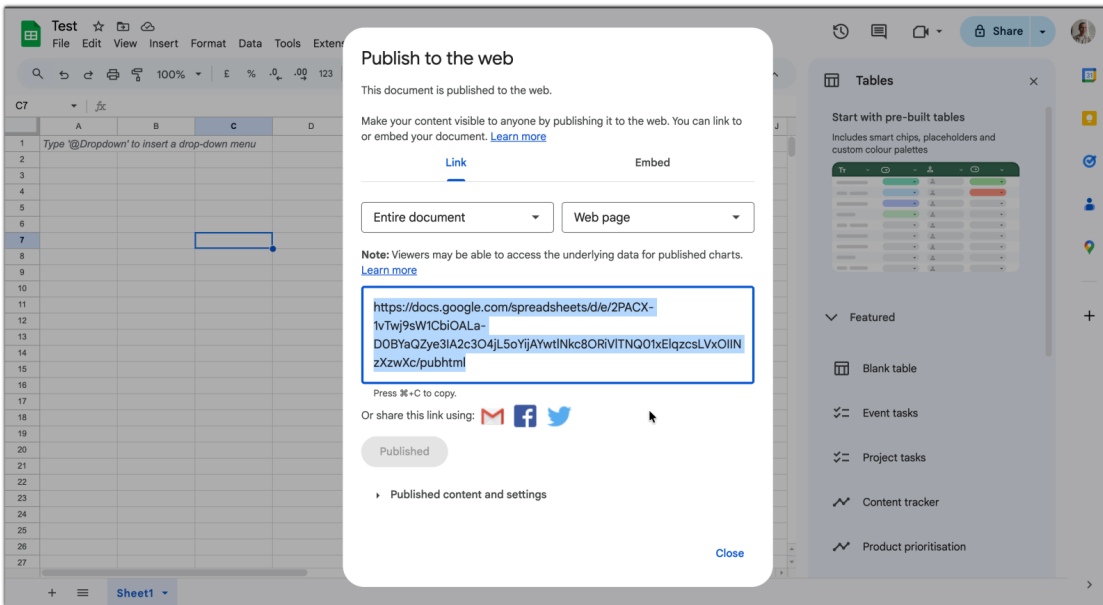 Test
File Edit View Insert Format Data Tools Extens
100% £ % .0 .00 123
Share
C7 fx
A B C D J
1 Type '@Dropdown' to insert a drop-down menu
2
3
4
5
6
7
8
9
10
11
12
13
14
15
16
17
18
19
20
21
22
23
24
25
26
27
Sheet1
Publish to the web
This document is published to the web.
Make your content visible to anyone by publishing it to the web. You can link to
or embed your document. Learn more
Link Embed
Entire document Web page
Note: Viewers may be able to access the underlying data for published charts.
Learn more
https://docs.google.com/spreadsheets/d/e/2PACX-
1vTwj9sW1CbiOALa-
D0BYaQZye3IA2c3O4jL5oYijAYwtlNkc8ORiVlTNQ01xElqzcsLVxOIIN
zXzwXc/pubhtml
Press ⌘+C to copy.
Or share this link using:
Published
Published content and settings
Close
Tables
Start with pre-built tables
Includes smart chips, placeholders and
custom colour palettes
Tr
Featured
Blank table
Event tasks
Project tasks
Content tracker
Product prioritisation
31